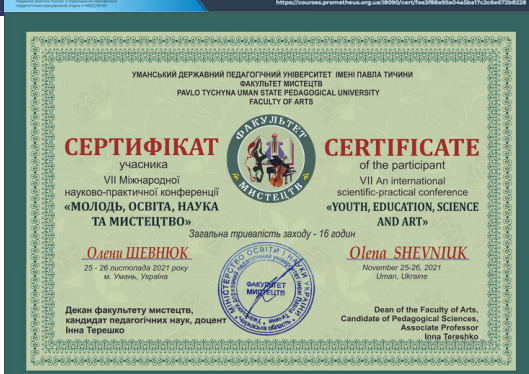 https://courses.prometheus.org.ua:18090/cert/fae3f88a95a04a5ba17c2c6e672b8228
УМАНСЬКИЙ ДЕРЖАВНИЙ ПЕДАГОГІЧНИЙ УНІВЕРСИТЕТ ІМЕНІ ПАВЛА ТИЧИНИ
ФАКУЛЬТЕТ МИСТЕЦТВ
PAVLO TYCHYNA UMAN STATE PEDAGOGICAL UNIVERSITY
FACULTY OF ARTS
СЕРТИФІКАТ
учасника
VII Міжнародної
науково-практичної конференції
«МОЛОДЬ, ОСВІТА, НАУКА
ТА МИСТЕЦТВО»
ФАКУЛЬТЕТ
МИСТЕЦТВ
CERTIFICATE
of the participant
VII An international
scientific-practical conference
«YOUTH, EDUCATION, SCIENCE
AND ART»
Загальна тривалість заходу - 16 годин
Олени ШЕВНЮК
25 - 26 листопада 2021 року
м. Умань, Україна
Olena SHEVNIUK
November 25-26, 2021
Uman, Ukraine
МІНІСТЕРСТВО ОСВІТИ І НАУКИ УКРАЇНИ
ФАКУЛЬТЕТ
МИСТЕЦТВ
Декан факультету мистецтв,
кандидат педагогічних наук, доцент
Інна Терешко
Dean of the Faculty of Arts,
Candidate of Pedagogical Sciences,
Associate Professor
Inna Tereshko